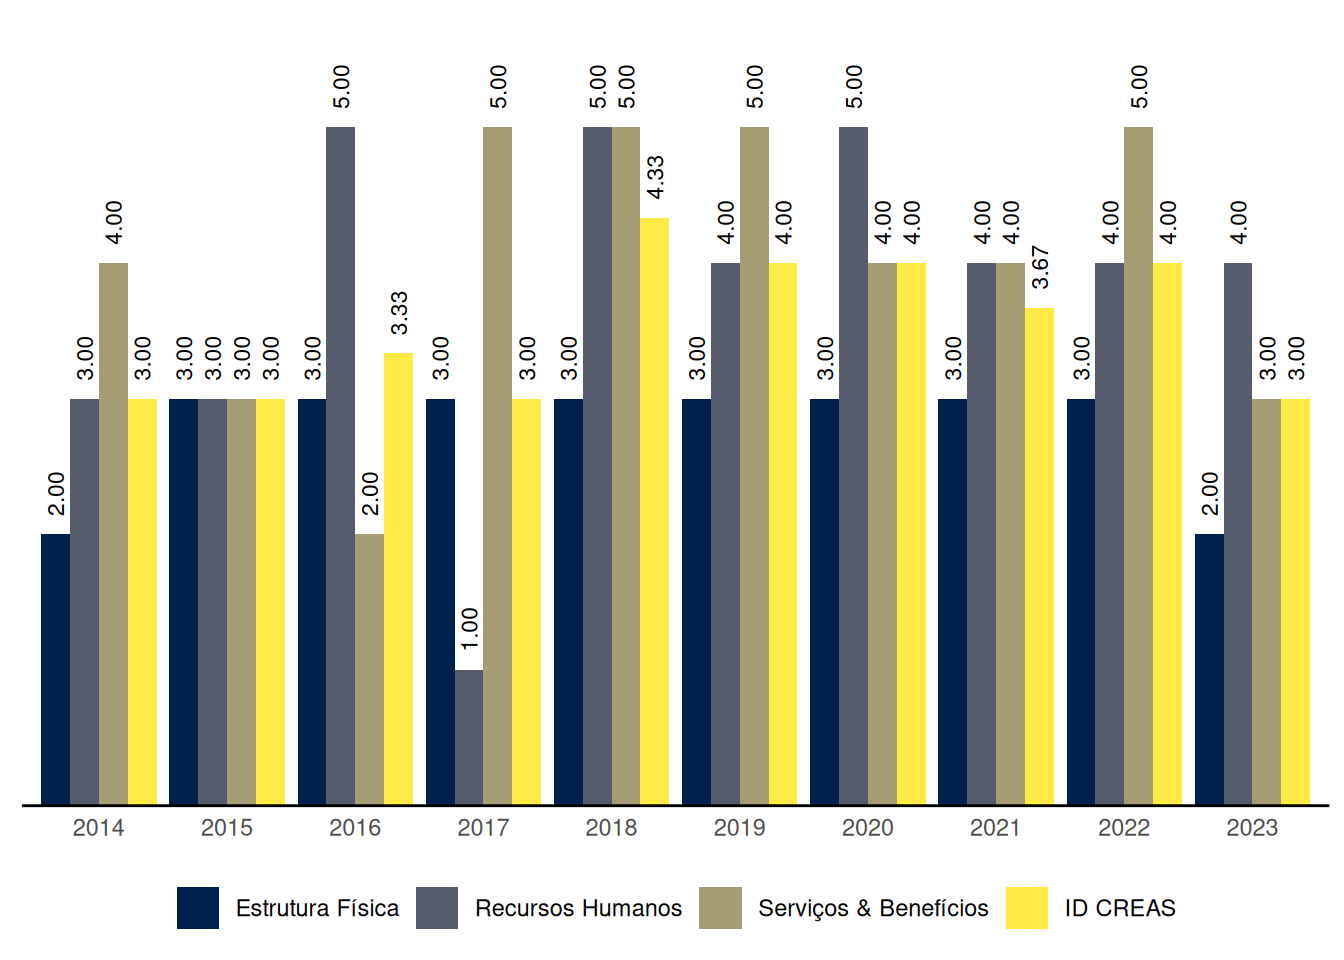 5.00 5.00 5.00 5.00 5.00 5.00 5.00
4.33
4.00 4.00 4.00 4.00 4.00 4.00 4.00 4.00 4.00 4.00
3.67
3.33
3.00 3.00 3.00 3.00 3.00 3.00 3.00 3.00 3.00 3.00 3.00 3.00 3.00 3.00 3.00 3.00
2.00 2.00 2.00
1.00
2014 2015 2016 2017 2018 2019 2020 2021 2022 2023
Estrutura Física Recursos Humanos Serviços & Benefícios ID CREAS